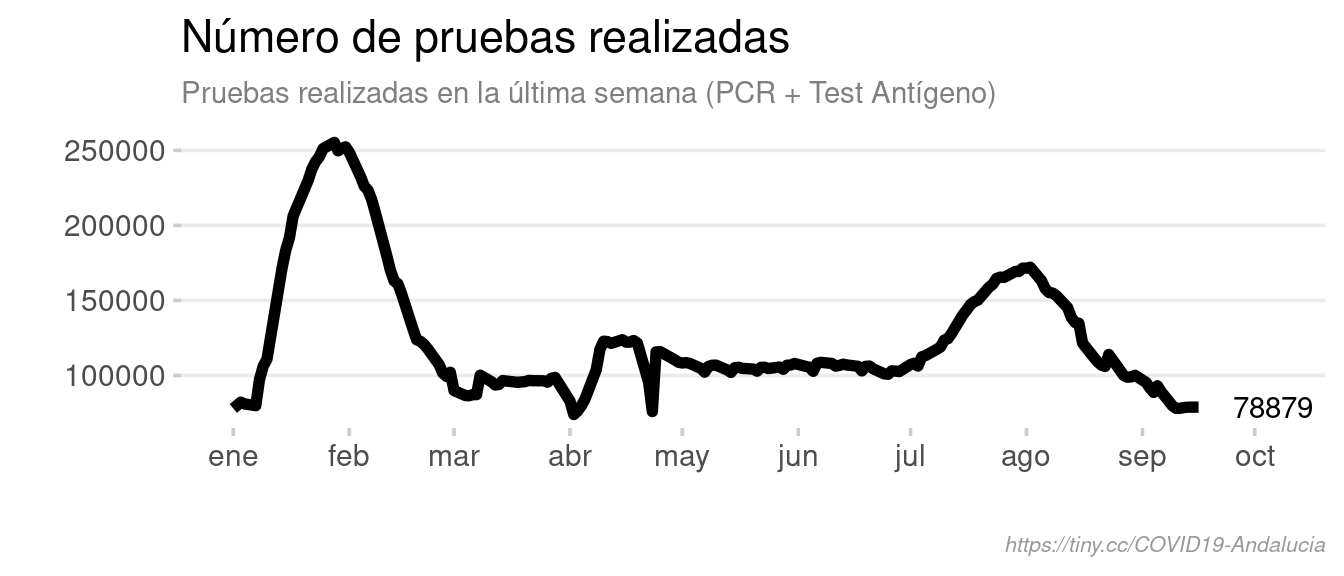 Número de pruebas realizadas
Pruebas realizadas en la última semana (PCR + Test Antígeno)
250000
200000
150000
100000
78879
ene feb mar abr may jun jul ago sep oct
https://tiny.cc/COVID19-Andalucia